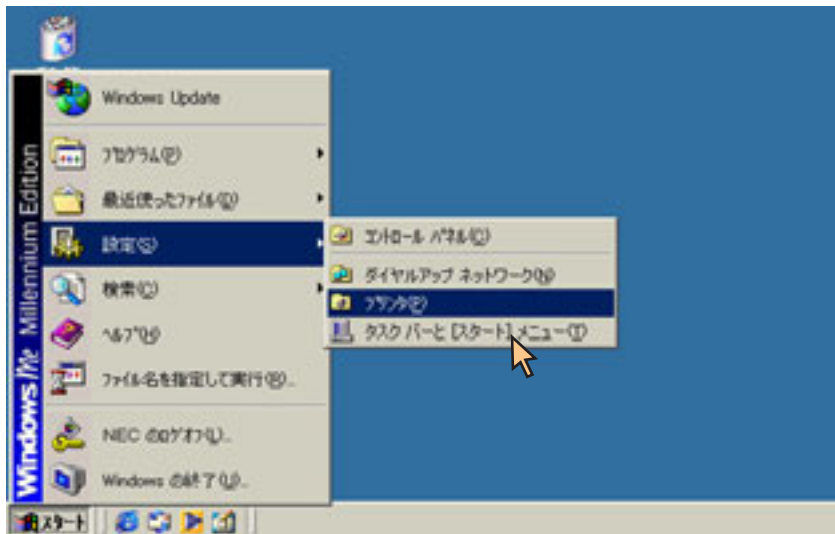 Windows Update
プログラム(P)
最近使ったファイル(D)
設定(S)
検索(C)
ヘルプ(H)
ファイル名を指定して実行(R)...
NEC のログオフ(L)...
Windows の終了(U)...
Windows Me Millennium Edition
コントロール パネル(C)
ダイヤルアップ ネットワーク(N)
プリンタ(P)
タスク バーと [スタート] メニュー(T)
スタート